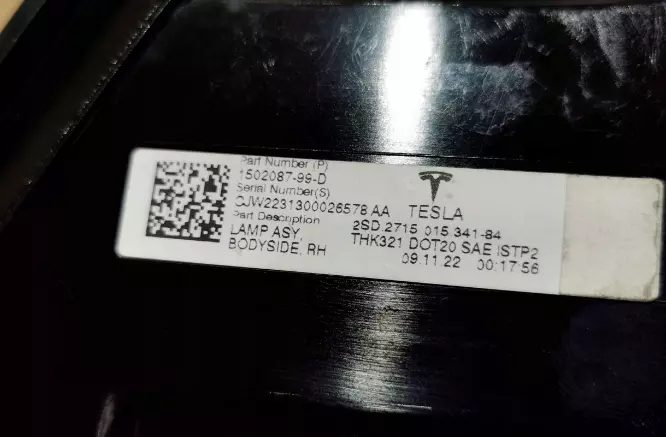 Part Number (P)
1502087-99-D
Serial Number(S)
CJW2231300026578 AA
Part Description
LAMP ASY,
BODYSIDE, RH
TESLA
2SD.2715 015.341-84
THK321 DOT20 SAE ISTP2
09.11.22 00:17:56